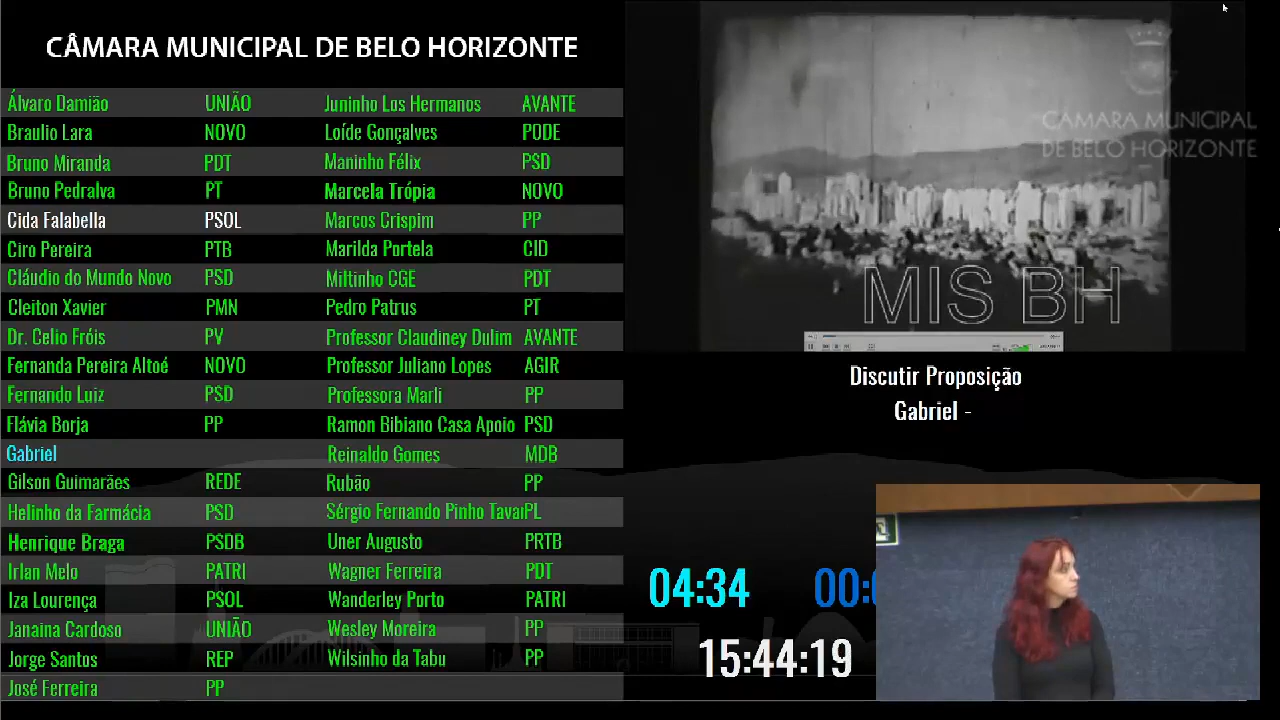 CÂMARA MUNICIPAL DE BELO HORIZONTE
Álvaro Damião UNIÃO Juninho Los Hermanos AVANTE
Braulio Lara NOVO Loíde Gonçalves PODE
Bruno Miranda PDT Maninho Félix PSD
Bruno Pedralva PT Marcela Trópia NOVO
Cida Falabella PSOL Marcos Crispim PP
Ciro Pereira PTB Marilda Portela CID
Cláudio do Mundo Novo PSD Miltinho CGE PDT
Cleiton Xavier PMN Pedro Patrus PT
Dr. Celio Fróis PV Professor Claudiney Dulim AVANTE
Fernanda Pereira Altoé NOVO Professor Juliano Lopes AGIR
Fernando Luiz PSD Professora Marli PP
Flávia Borja PP Ramon Bibiano Casa Apoio PSD
Gabriel Reinaldo Gomes MDB
Gilson Guimarães REDE Rubão PP
Helinho da Farmácia PSD Sérgio Fernando Pinho Tavar PL
Henrique Braga PSDB Uner Augusto PRTB
Irlan Melo PATRI Wagner Ferreira PDT
Iza Lourença PSOL Wanderley Porto PATRI
Janaina Cardoso UNIÃO Wesley Moreira PP
Jorge Santos REP Wilsinho da Tabu PP
José Ferreira PP
CÂMARA MUNICIPAL
DE BELO HORIZONTE
MIS BH
Discutir Proposição
Gabriel -
04:34 00:
15:44:19